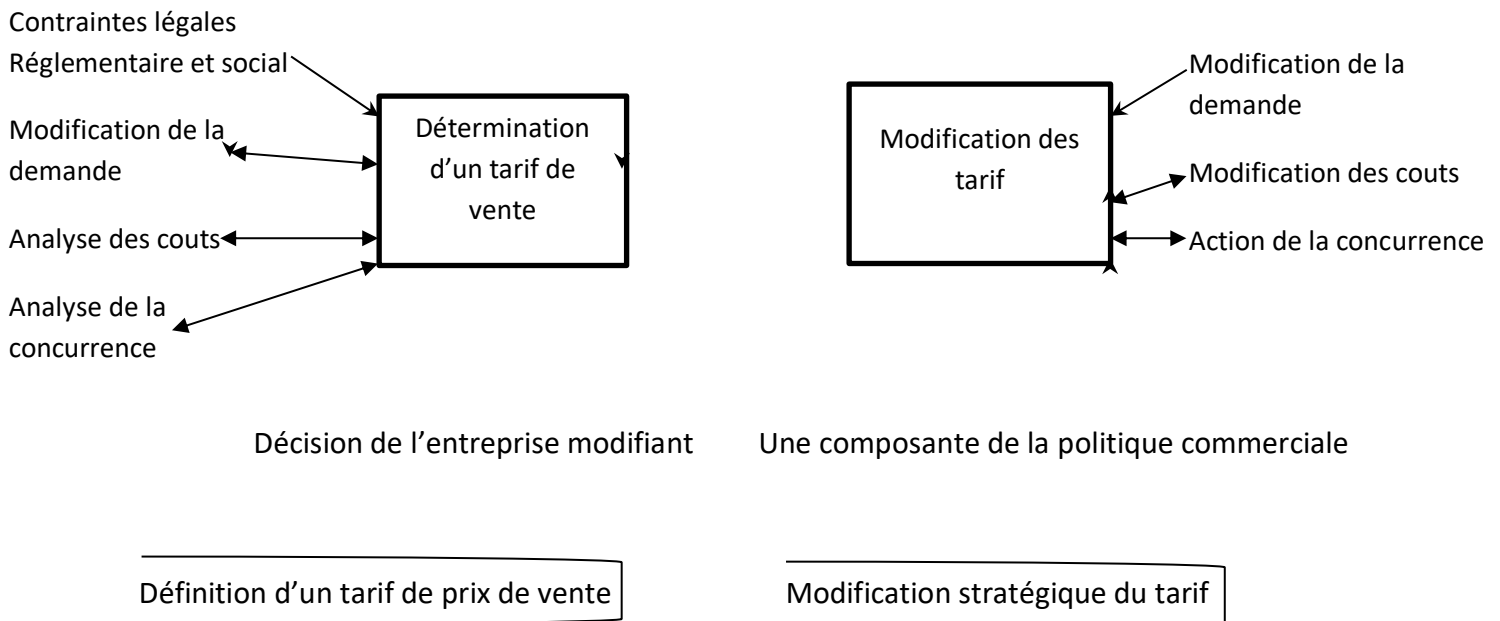 Contraintes légales
Réglementaire et social
Modification de la
demande
Analyse des couts
Analyse de la
concurrence
Détermination
d’un tarif de
vente
Modification des
tarif
Modification de la
demande
Modification des couts
Action de la concurrence
Décision de l’entreprise modifiant
Une composante de la politique commerciale
Définition d’un tarif de prix de vente
Modification stratégique du tarif